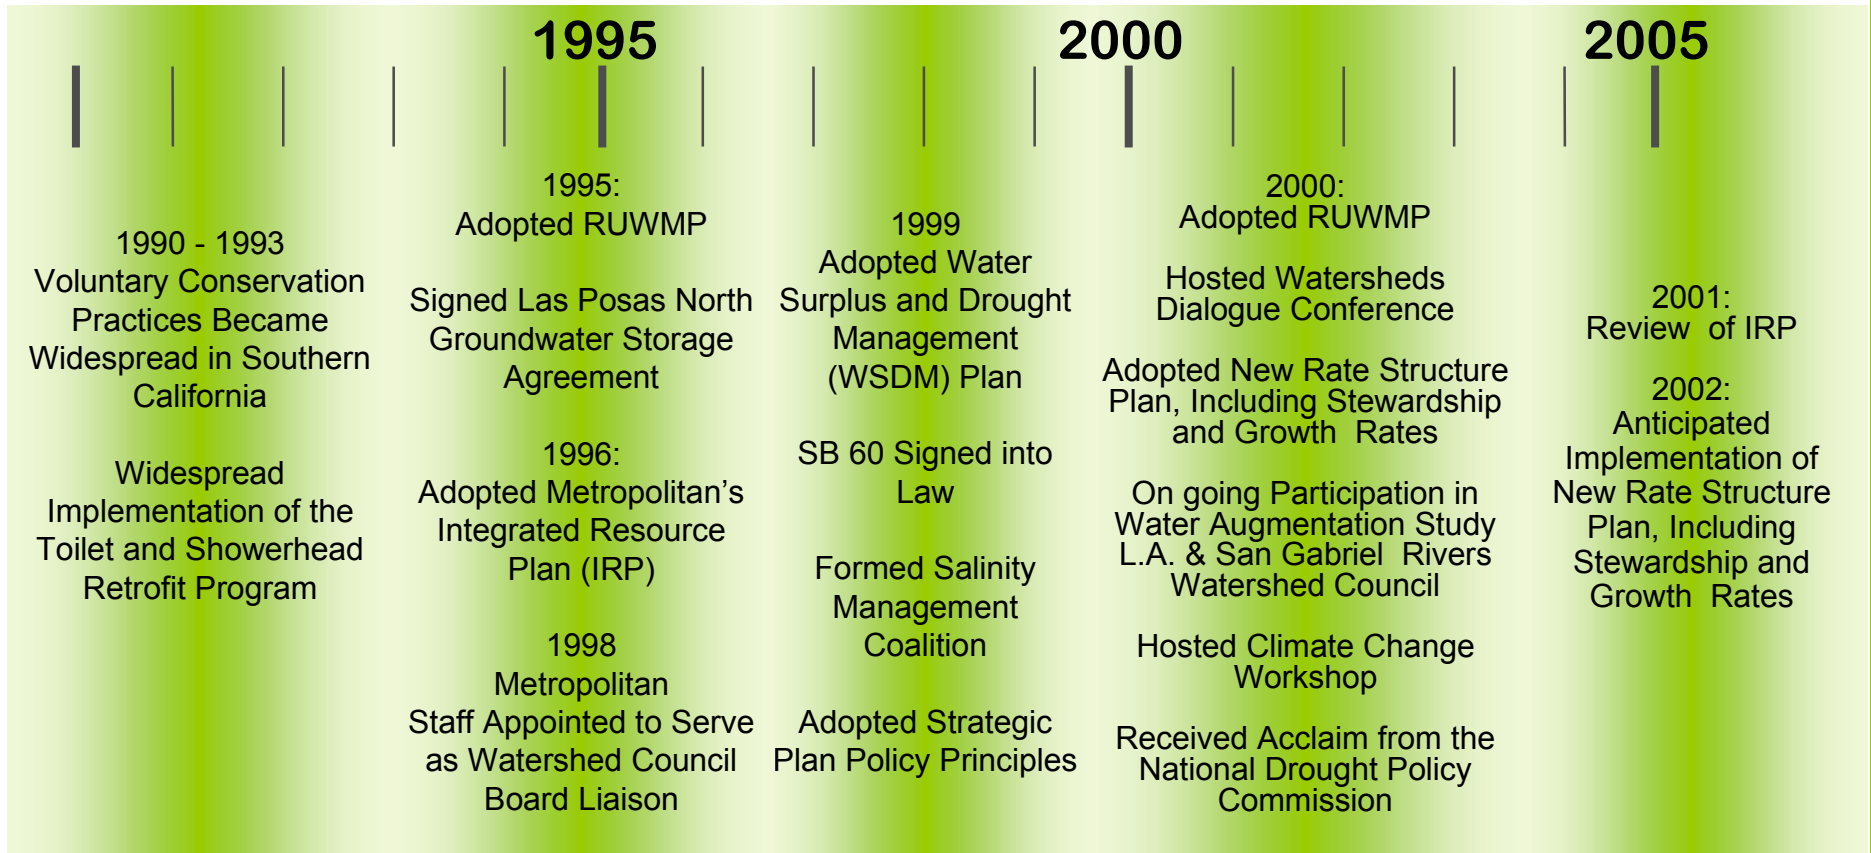 1995
2000
2005
1990 - 1993
Voluntary Conservation
Practices Became
Widespread in Southern
California
Widespread
Implementation of the
Toilet and Showerhead
Retrofit Program
1995:
Adopted RUWMP
Signed Las Posas North
Groundwater Storage
Agreement
1996:
Adopted Metropolitan’s
Integrated Resource
Plan (IRP)
1998
Metropolitan
Staff Appointed to Serve
as Watershed Council
Board Liaison
1999
Adopted Water
Surplus and Drought
Management
(WSDM) Plan
SB 60 Signed into
Law
Formed Salinity
Management
Coalition
Adopted Strategic
Plan Policy Principles
2000:
Adopted RUWMP
Hosted Watersheds
Dialogue Conference
Adopted New Rate Structure
Plan, Including Stewardship
and Growth Rates
On going Participation in
Water Augmentation Study
L.A. & San Gabriel Rivers
Watershed Council
Hosted Climate Change
Workshop
Received Acclaim from the
National Drought Policy
Commission
2001:
Review of IRP
2002:
Anticipated
Implementation of
New Rate Structure
Plan, Including
Stewardship and
Growth Rates